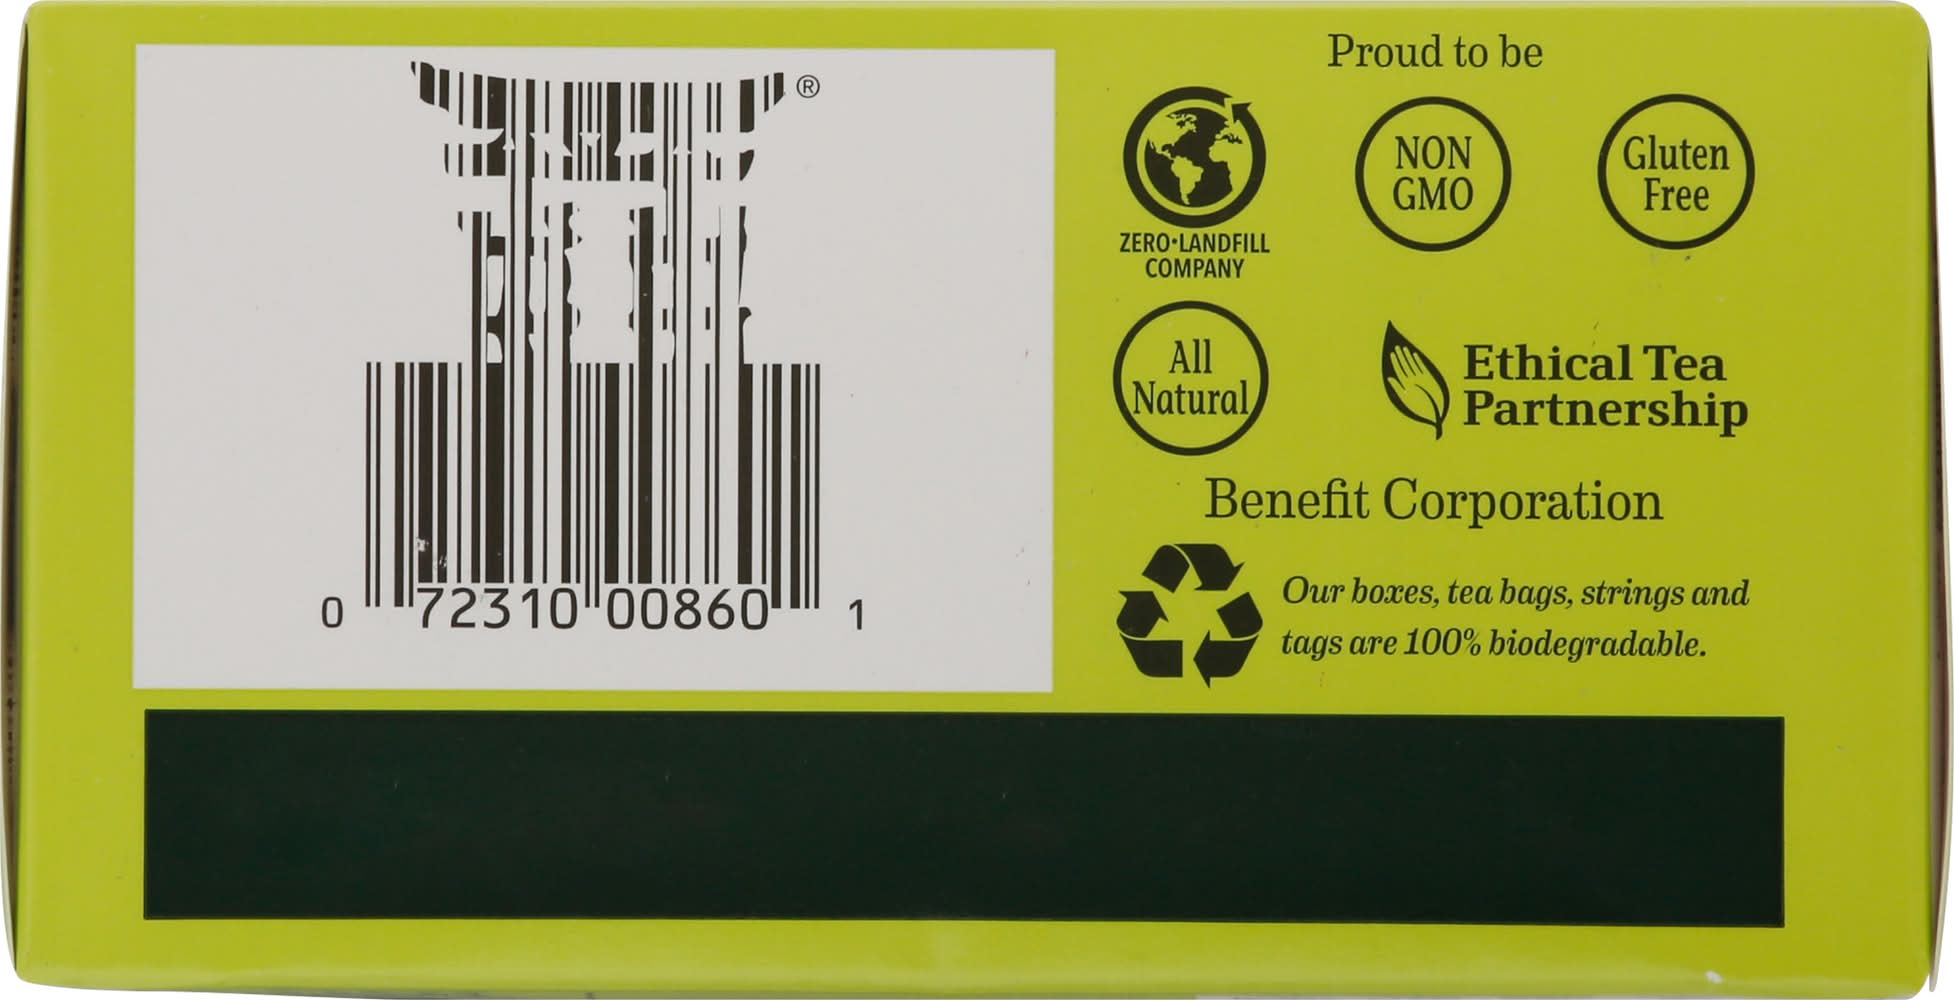 ®
0 72310 00860 1
Proud to be
ZERO•LANDFILL
COMPANY
NON
GMO
Gluten
Free
All
Natural
Ethical Tea
Partnership
Benefit Corporation
Our boxes, tea bags, strings and
tags are 100% biodegradable.